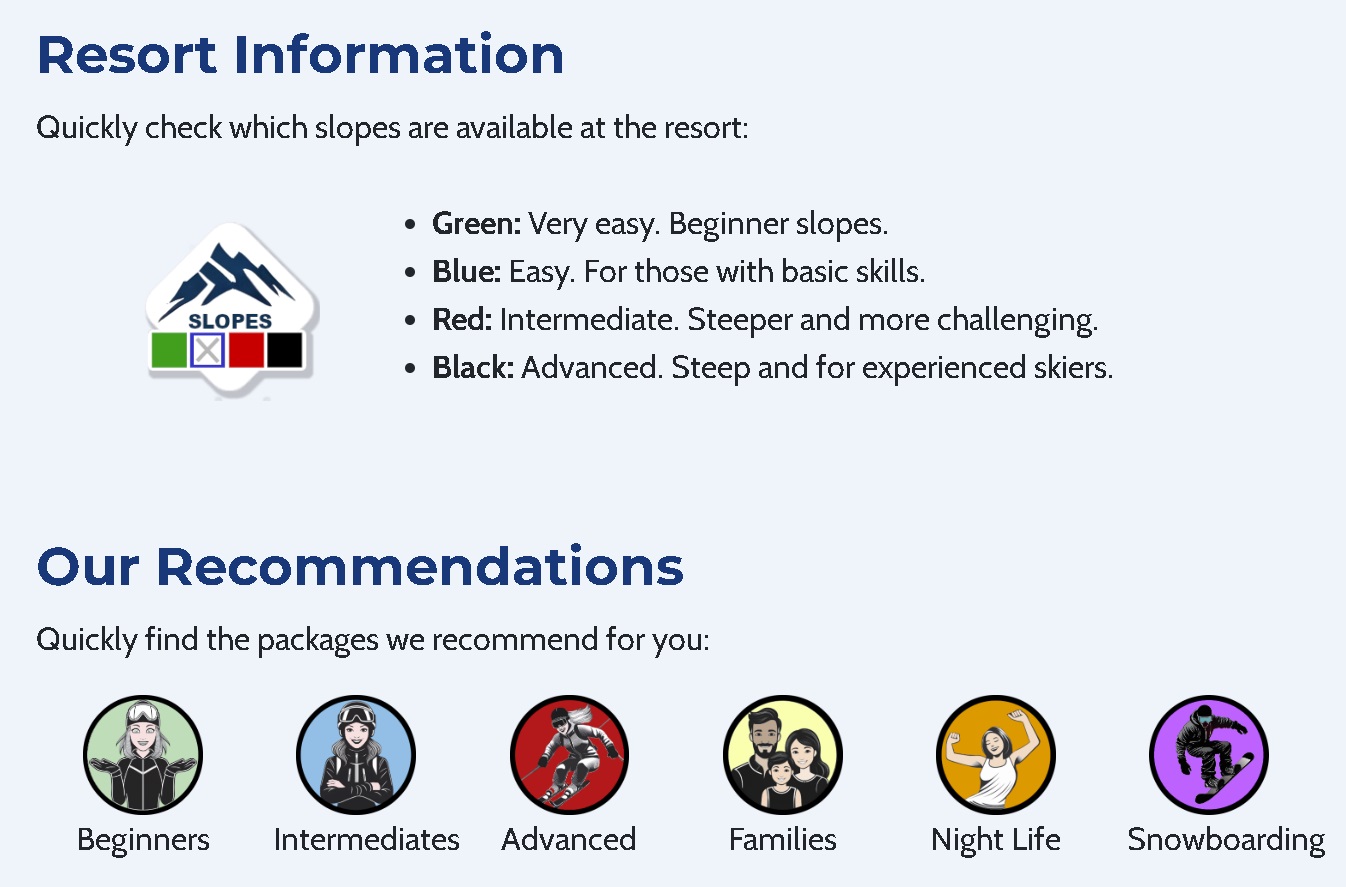 Resort Information
Quickly check which slopes are available at the resort:
SLOPES
• Green: Very easy. Beginner slopes.
• Blue: Easy. For those with basic skills.
• Red: Intermediate. Steeper and more challenging.
• Black: Advanced. Steep and for experienced skiers.
Our Recommendations
Quickly find the packages we recommend for you:
Beginners Intermediates Advanced Families Night Life Snowboarding